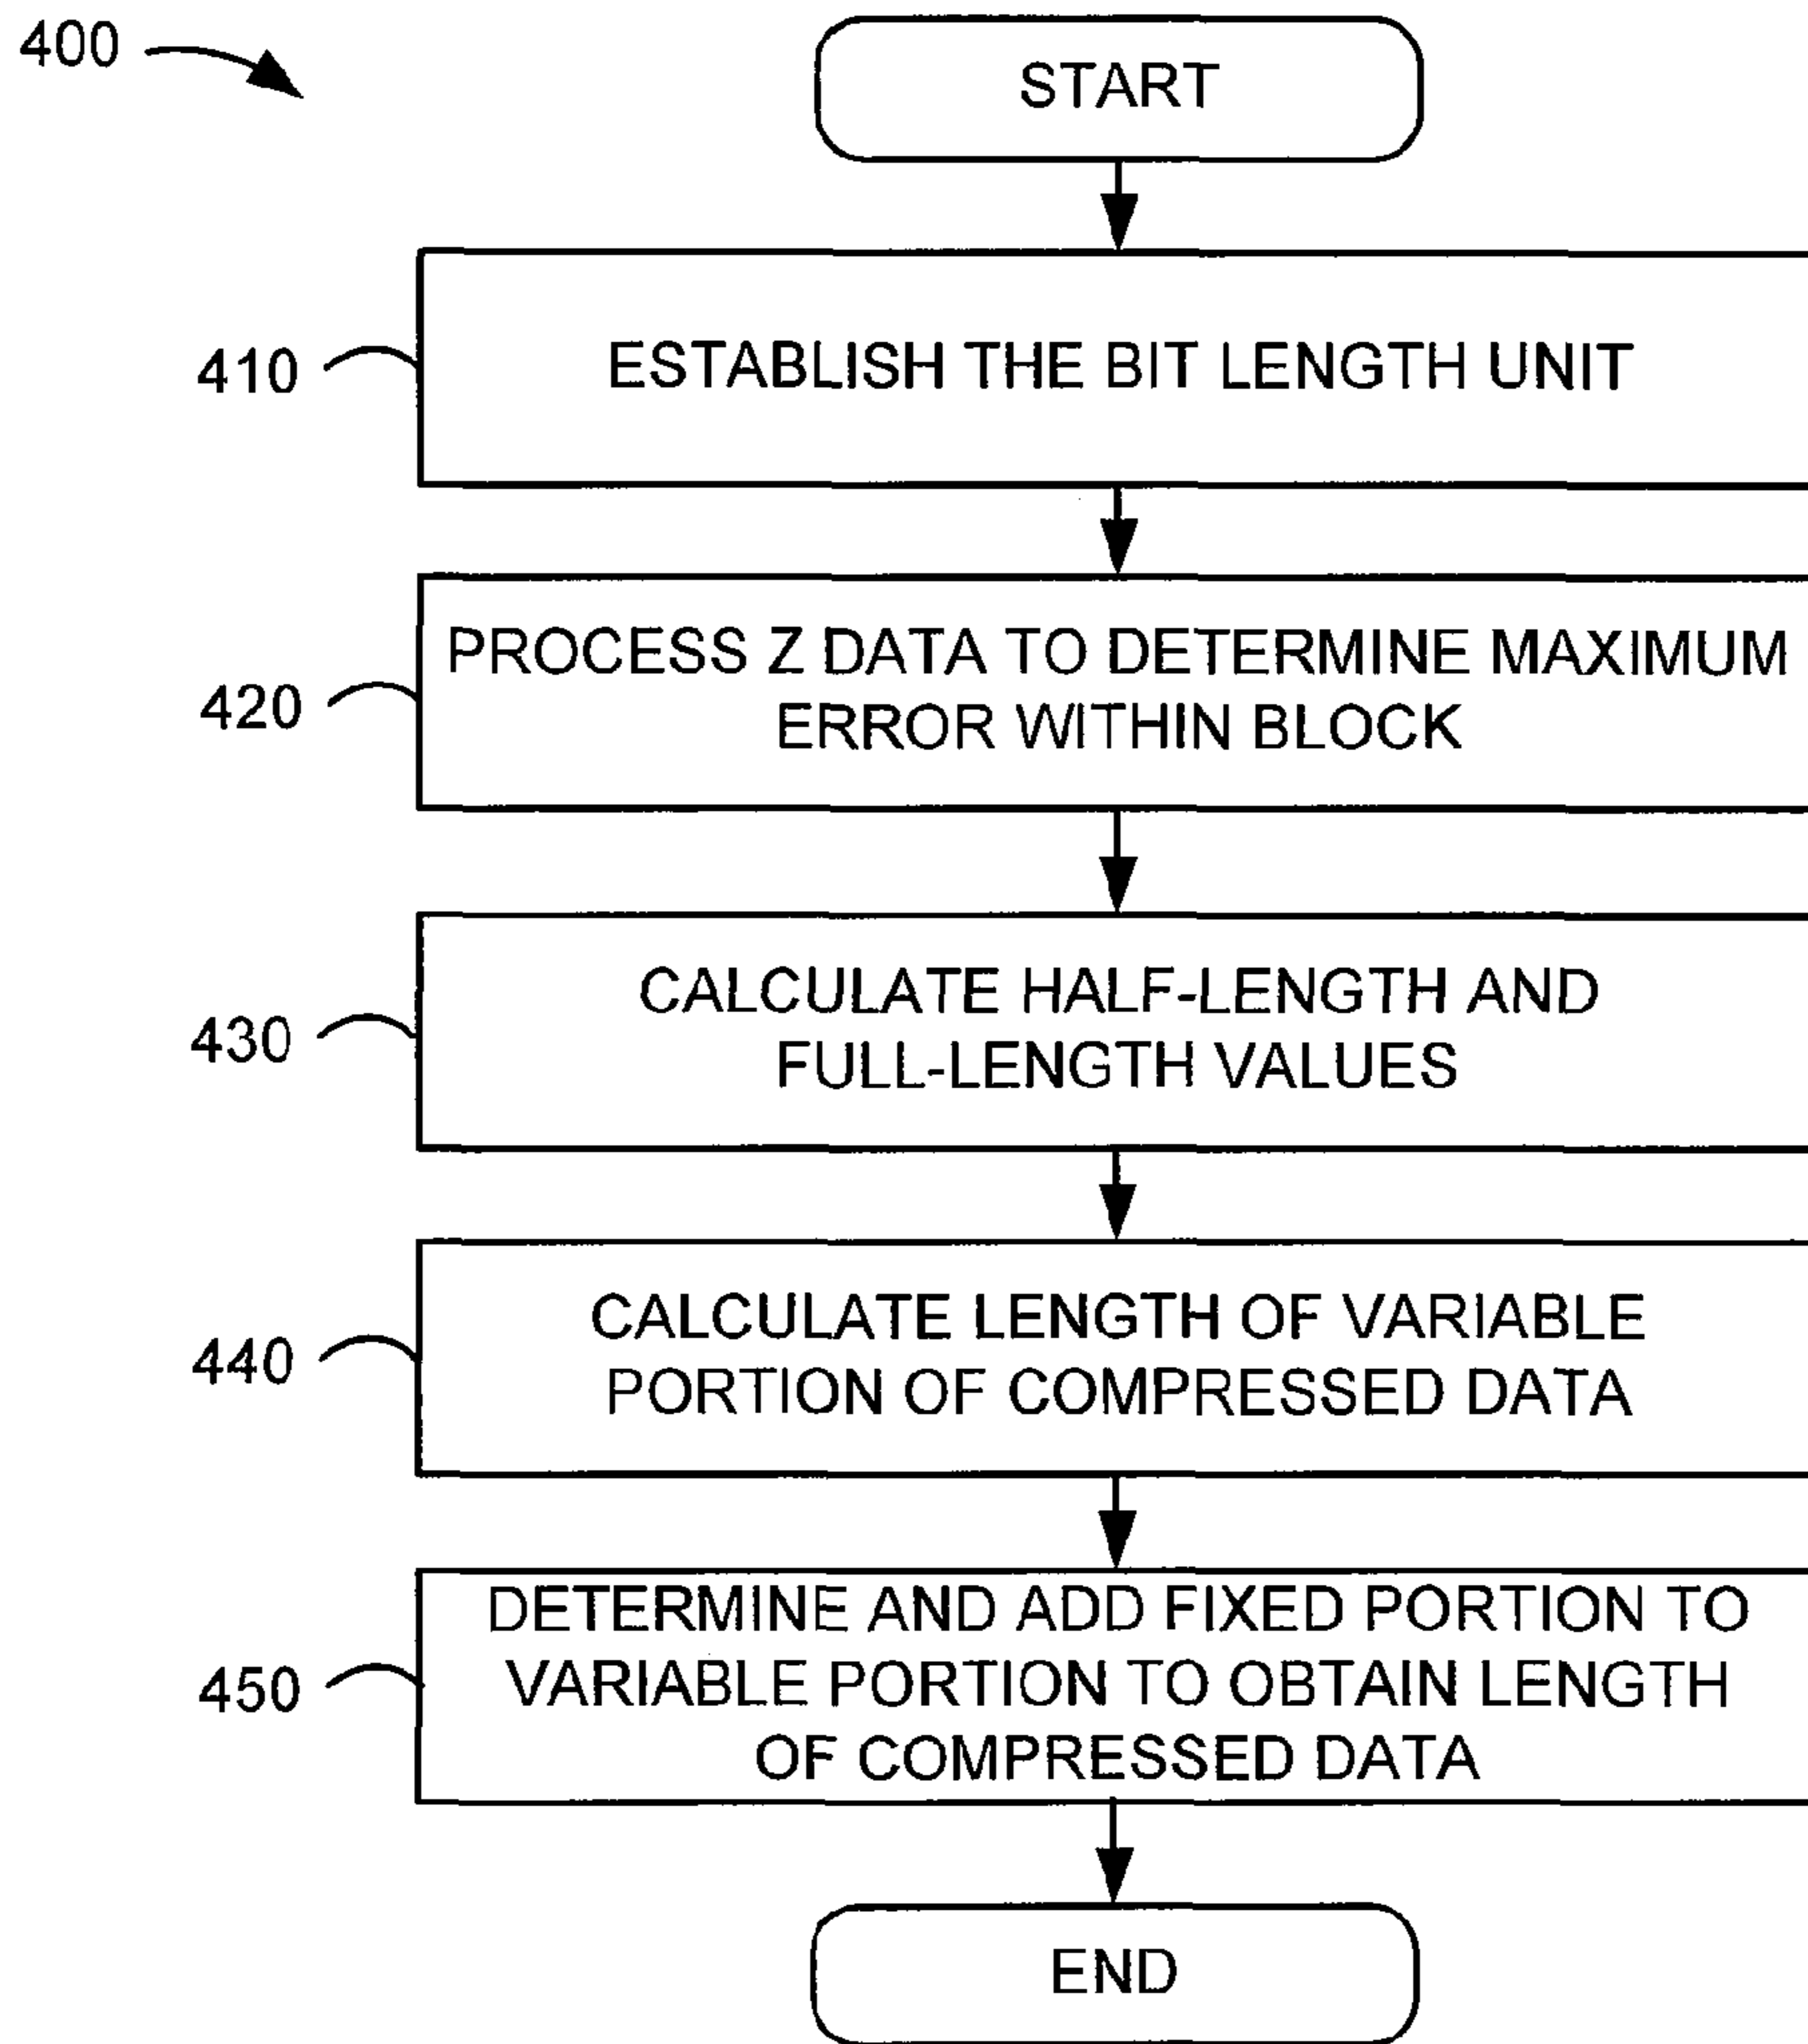 400
START
410
ESTABLISH THE BIT LENGTH UNIT
420
PROCESS Z DATA TO DETERMINE MAXIMUM
ERROR WITHIN BLOCK
430
CALCULATE HALF-LENGTH AND
FULL-LENGTH VALUES
440
CALCULATE LENGTH OF VARIABLE
PORTION OF COMPRESSED DATA
450
DETERMINE AND ADD FIXED PORTION TO
VARIABLE PORTION TO OBTAIN LENGTH
OF COMPRESSED DATA
END